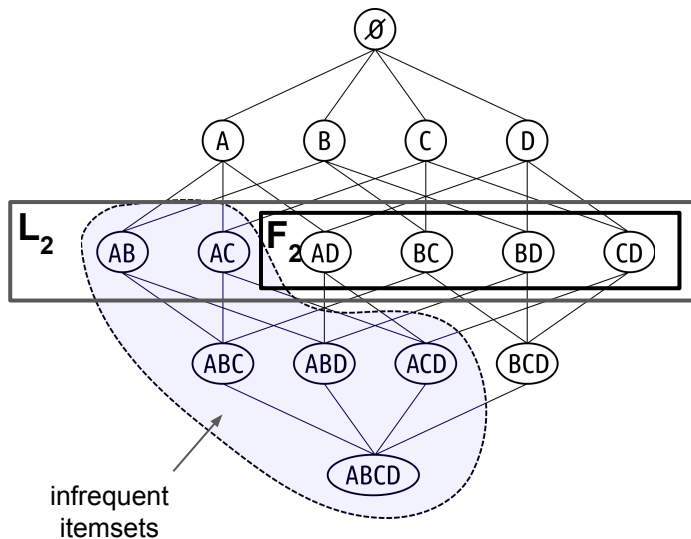 Ø
A B C D
L2 F2
AB AC AD BC BD CD
ABC ABD ACD BCD
ABCD
infrequent
itemsets